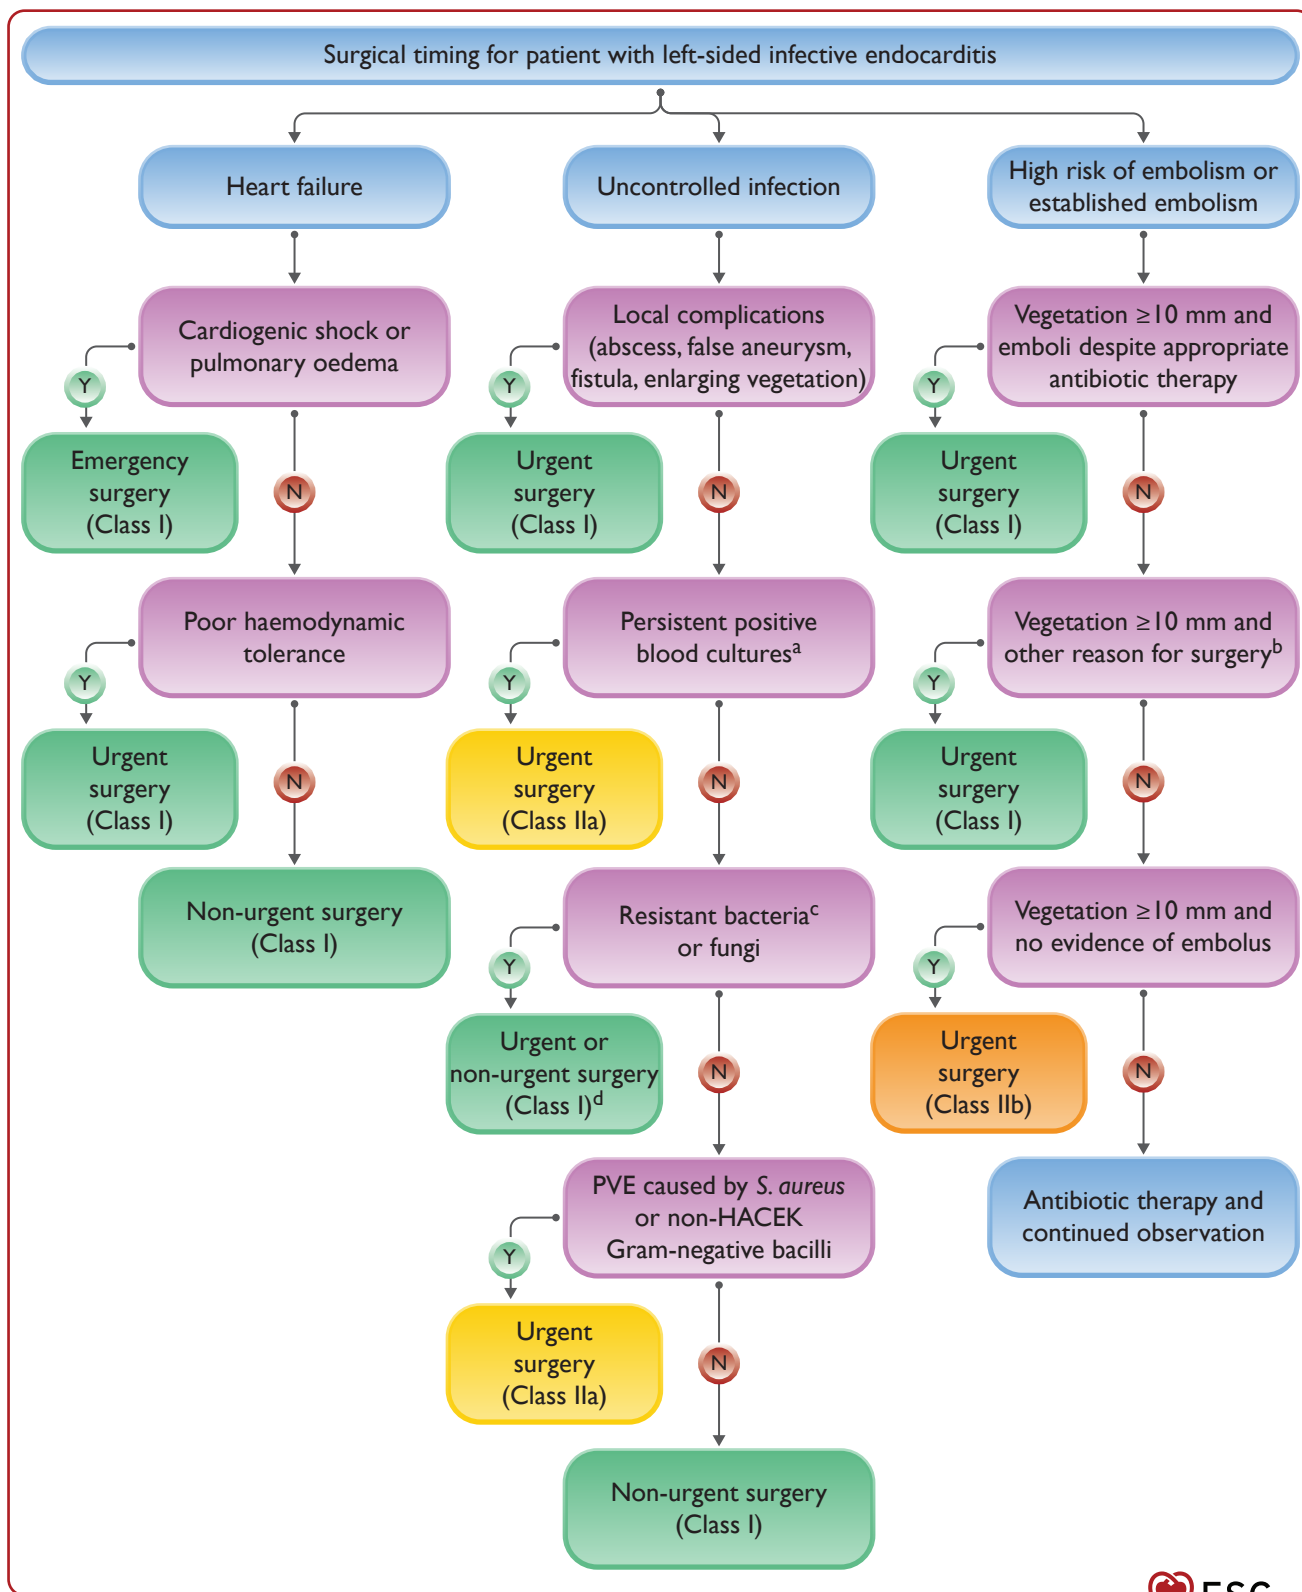 Surgical timing for patient with left-sided infective endocarditis
Heart failure
Uncontrolled infection
High risk of embolism or
established embolism
Cardiogenic shock or
pulmonary oedema
Local complications
(abscess, false aneurysm,
fistula, enlarging vegetation)
Vegetation ≥10 mm and
emboli despite appropriate
antibiotic therapy
Y
Y
Y
Emergency
surgery
(Class I)
N
Urgent
surgery
(Class I)
N
Urgent
surgery
(Class I)
N
Poor haemodynamic
tolerance
Persistent positive
blood culturesᵃ
Vegetation ≥10 mm and
other reason for surgeryᵇ
Y
Y
Y
Urgent
surgery
(Class I)
N
Urgent
surgery
(Class IIa)
N
Urgent
surgery
(Class I)
N
Non-urgent surgery
(Class I)
Resistant bacteriaᶜ
or fungi
Vegetation ≥10 mm and
no evidence of embolus
Y
Y
Urgent or
non-urgent surgery
(Class I)ᵈ
N
Urgent
surgery
(Class IIb)
N
PVE caused by S. aureus
or non-HACEK
Gram-negative bacilli
Antibiotic therapy and
continued observation
Y
Urgent
surgery
(Class IIa)
N
Non-urgent surgery
(Class I)
ESC